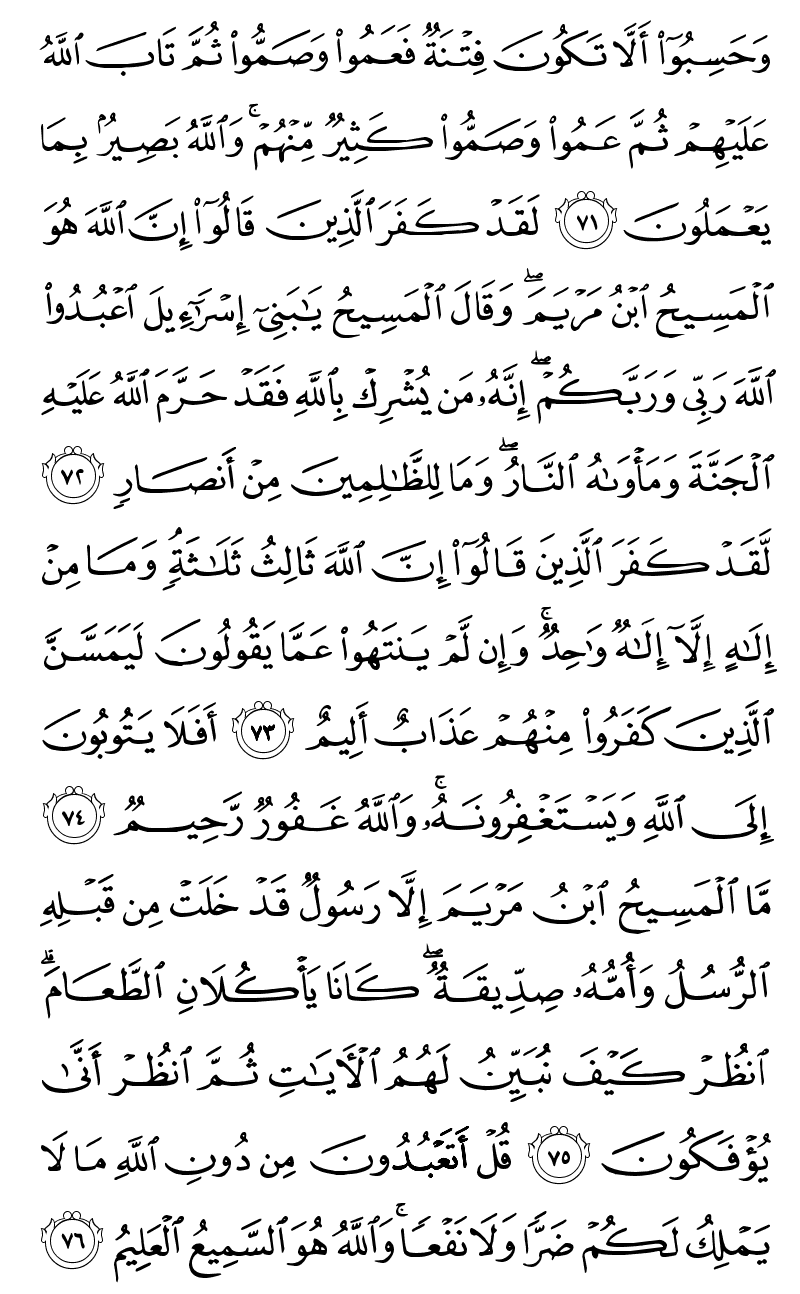 وَحَسِبُوٓا۟ أَلَّا تَكُونَ فِتْنَةٌ فَعَمُوا۟ وَصَمُّوا۟ ثُمَّ تَابَ ٱللَّهُ
عَلَيْهِمْ ثُمَّ عَمُوا۟ وَصَمُّوا۟ كَثِيرٌ مِّنْهُمْ ۚ وَٱللَّهُ بَصِيرٌۢ بِمَا
يَعْمَلُونَ ٧١ لَقَدْ كَفَرَ ٱلَّذِينَ قَالُوٓا۟ إِنَّ ٱللَّهَ هُوَ
ٱلْمَسِيحُ ٱبْنُ مَرْيَمَ ۖ وَقَالَ ٱلْمَسِيحُ يَـٰبَنِىٓ إِسْرَٰٓءِيلَ ٱعْبُدُوا۟
ٱللَّهَ رَبِّى وَرَبَّكُمْ ۖ إِنَّهُۥ مَن يُشْرِكْ بِٱللَّهِ فَقَدْ حَرَّمَ ٱللَّهُ عَلَيْهِ
ٱلْجَنَّةَ وَمَأْوَىٰهُ ٱلنَّارُ ۖ وَمَا لِلظَّـٰلِمِينَ مِنْ أَنصَارٍ ٧٢
لَّقَدْ كَفَرَ ٱلَّذِينَ قَالُوٓا۟ إِنَّ ٱللَّهَ ثَالِثُ ثَلَـٰثَةٍ ۘ وَمَا مِنْ
إِلَـٰهٍ إِلَّآ إِلَـٰهٌ وَٰحِدٌ ۚ وَإِن لَّمْ يَنتَهُوا۟ عَمَّا يَقُولُونَ لَيَمَسَّنَّ
ٱلَّذِينَ كَفَرُوا۟ مِنْهُمْ عَذَابٌ أَلِيمٌ ٧٣ أَفَلَا يَتُوبُونَ
إِلَى ٱللَّهِ وَيَسْتَغْفِرُونَهُۥ ۚ وَٱللَّهُ غَفُورٌ رَّحِيمٌ ٧٤
مَّا ٱلْمَسِيحُ ٱبْنُ مَرْيَمَ إِلَّا رَسُولٌ قَدْ خَلَتْ مِن قَبْلِهِ
ٱلرُّسُلُ وَأُمُّهُۥ صِدِّيقَةٌ ۖ كَانَا يَأْكُلَانِ ٱلطَّعَامَ ۗ
ٱنظُرْ كَيْفَ نُبَيِّنُ لَهُمُ ٱلْـَٔايَـٰتِ ثُمَّ ٱنظُرْ أَنَّىٰ
يُؤْفَكُونَ ٧٥ قُلْ أَتَعْبُدُونَ مِن دُونِ ٱللَّهِ مَا لَا
يَمْلِكُ لَكُمْ ضَرًّا وَلَا نَفْعًا ۚ وَٱللَّهُ هُوَ ٱلسَّمِيعُ ٱلْعَلِيمُ ٧٦